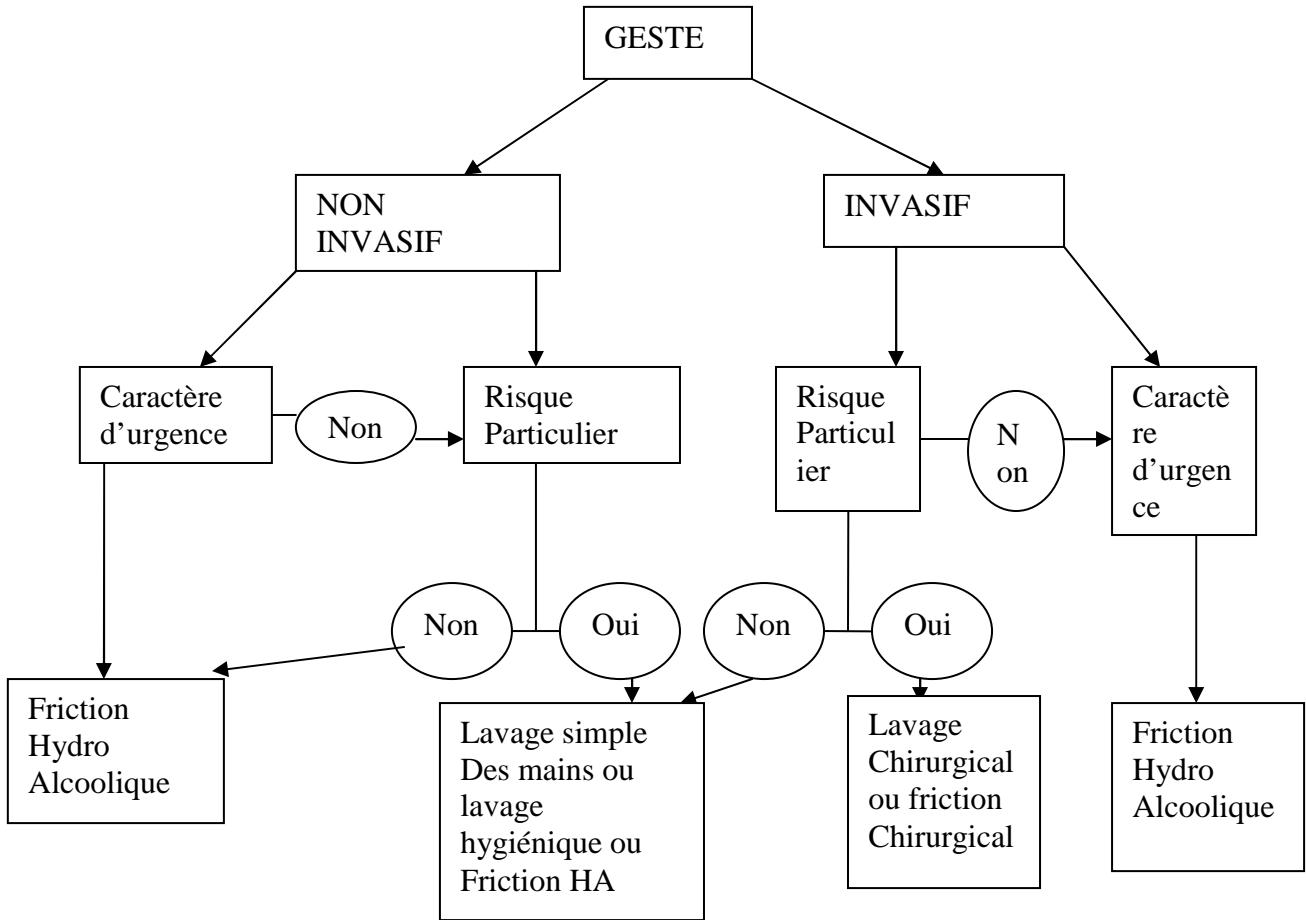 GESTE
NON
INVASIF
INVASIF
Caractère
d’urgence
Non
Risque
Particulier
Risque
Particul
ier
N
on
Caractè
re
d’urgen
ce
Non
Oui
Non
Oui
Friction
Hydro
Alcoolique
Lavage simple
Des mains ou
lavage
hygiénique ou
Friction HA
Lavage
Chirurgical
ou friction
Chirurgical
Friction
Hydro
Alcoolique